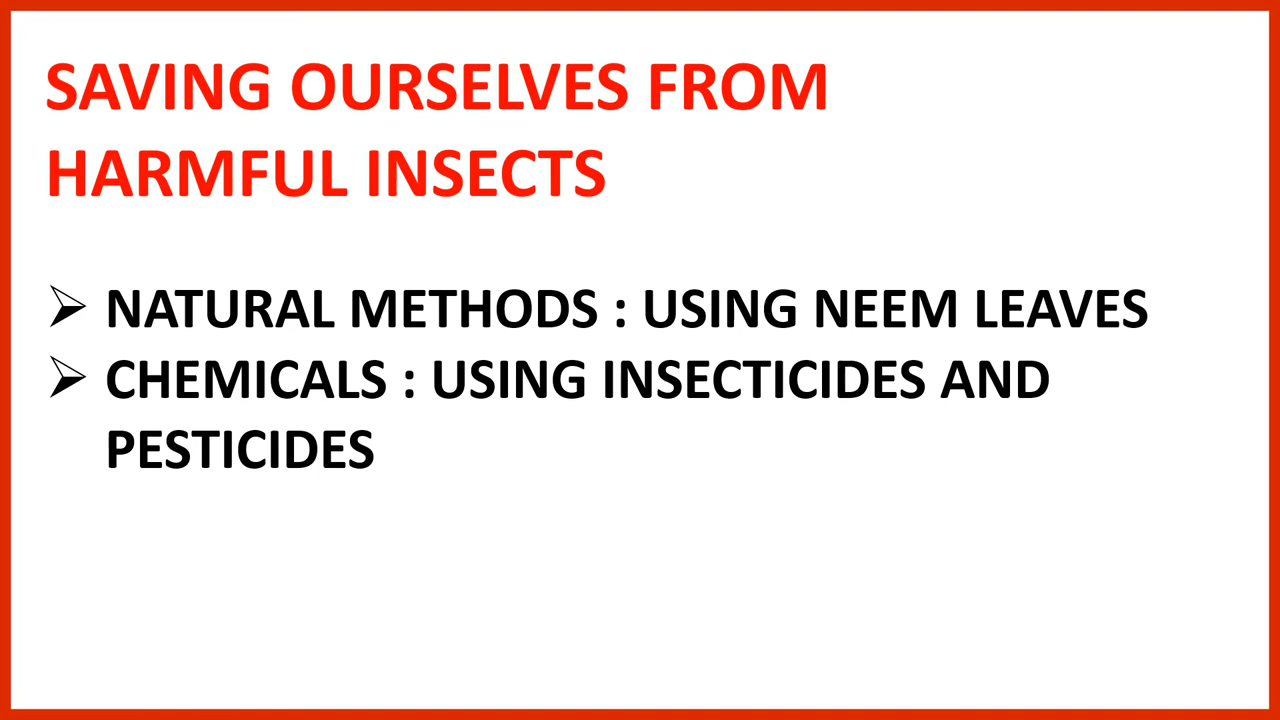 SAVING OURSELVES FROM
HARMFUL INSECTS
➢ NATURAL METHODS : USING NEEM LEAVES
➢ CHEMICALS : USING INSECTICIDES AND
PESTICIDES